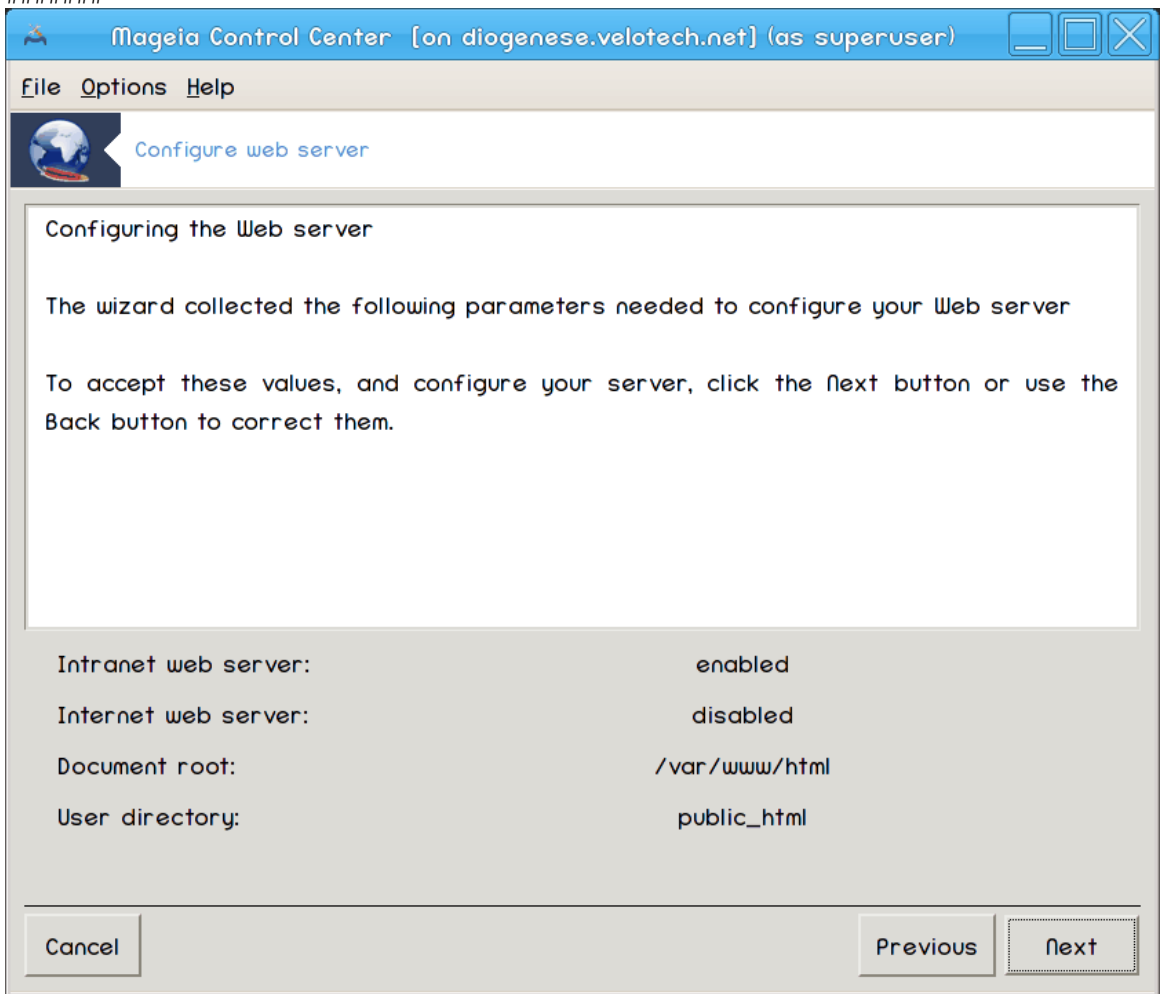 Mageia Control Center [on diogenese.velotech.net] (as superuser)
File Options Help
Configure web server
Configuring the Web server
The wizard collected the following parameters needed to configure your Web server
To accept these values, and configure your server, click the Next button or use the
Back button to correct them.
Intranet web server: enabled
Internet web server: disabled
Document root: /var/www/html
User directory: public_html
Cancel Previous Next